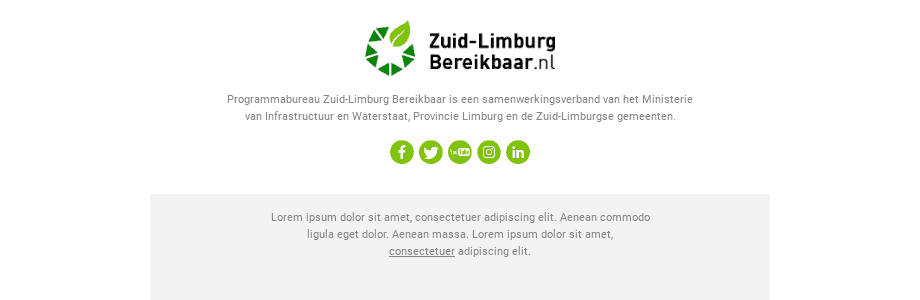 Zuid-Limburg
Bereikbaar.nl
Programmabureau Zuid-Limburg Bereikbaar is een samenwerkingsverband van het Ministerie
van Infrastructuur en Waterstaat, Provincie Limburg en de Zuid-Limburgse gemeenten.
Lorem ipsum dolor sit amet, consectetuer adipiscing elit. Aenean commodo
ligula eget dolor. Aenean massa. Lorem ipsum dolor sit amet,
consectetuer adipiscing elit.